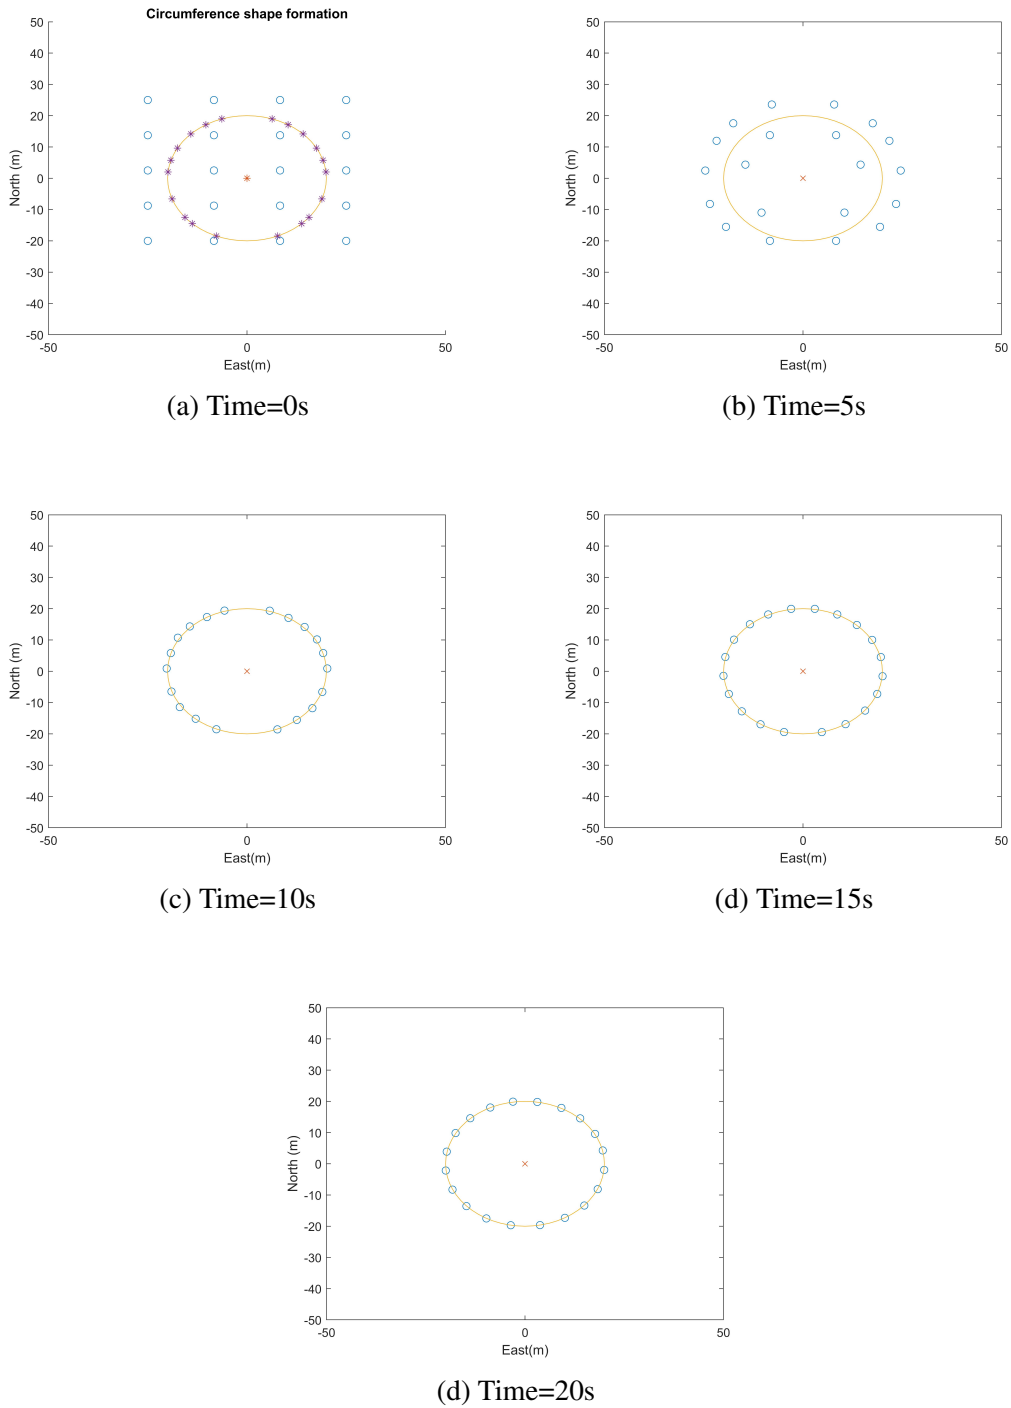 Circumference shape formation
50
40
30
20
10
0
-10
-20
-30
-40
-50
North (m)
-50 0 50
East(m)
(a) Time=0s
50
40
30
20
10
0
-10
-20
-30
-40
-50
North (m)
-50 0 50
East(m)
(b) Time=5s
50
40
30
20
10
0
-10
-20
-30
-40
-50
North (m)
-50 0 50
East(m)
(c) Time=10s
50
40
30
20
10
0
-10
-20
-30
-40
-50
North (m)
-50 0 50
East(m)
(d) Time=15s
50
40
30
20
10
0
-10
-20
-30
-40
-50
North (m)
-50 0 50
East(m)
(d) Time=20s